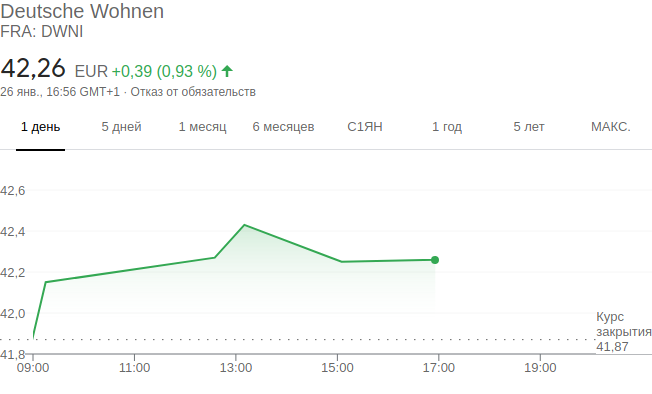 Deutsche Wohnen
FRA: DWNI
42,26 EUR +0,39 (0,93 %)
26 янв., 16:56 GMT+1 · Отказ от обязательств
1 день 5 дней 1 месяц 6 месяцев С1ЯН 1 год 5 лет МАКС.
42,6
42,4
42,2
42,0
Курс
закрытия
41,87
41,8
09:00 11:00 13:00 15:00 17:00 19:00